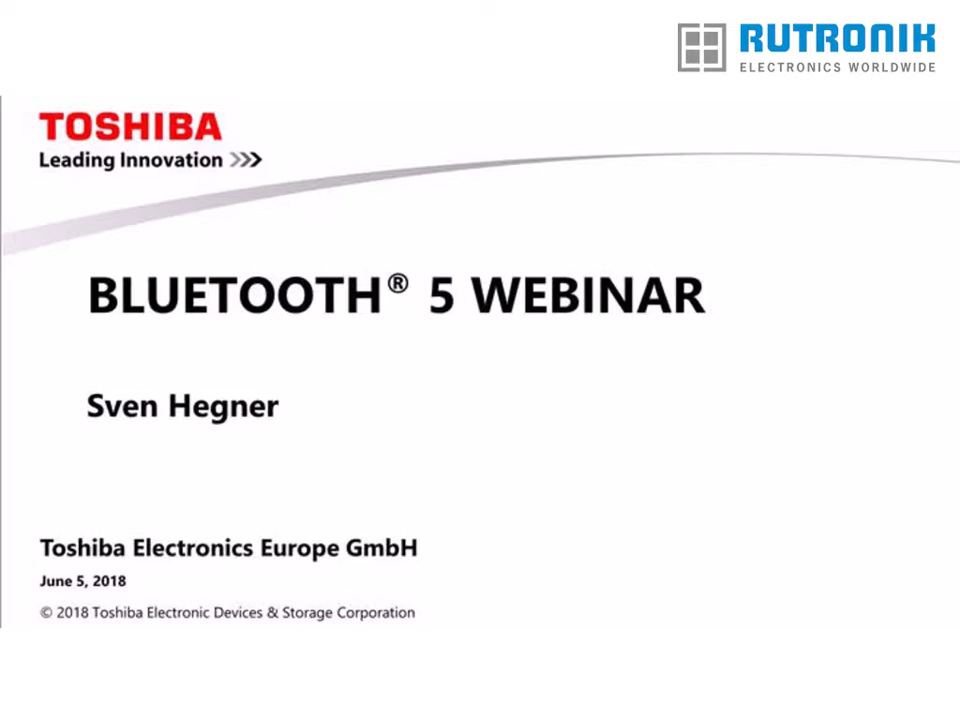 RUTRONIK
ELECTRONICS WORLDWIDE
TOSHIBA
Leading Innovation >>>
BLUETOOTH® 5 WEBINAR
Sven Hegner
Toshiba Electronics Europe GmbH
June 5, 2018
© 2018 Toshiba Electronic Devices & Storage Corporation